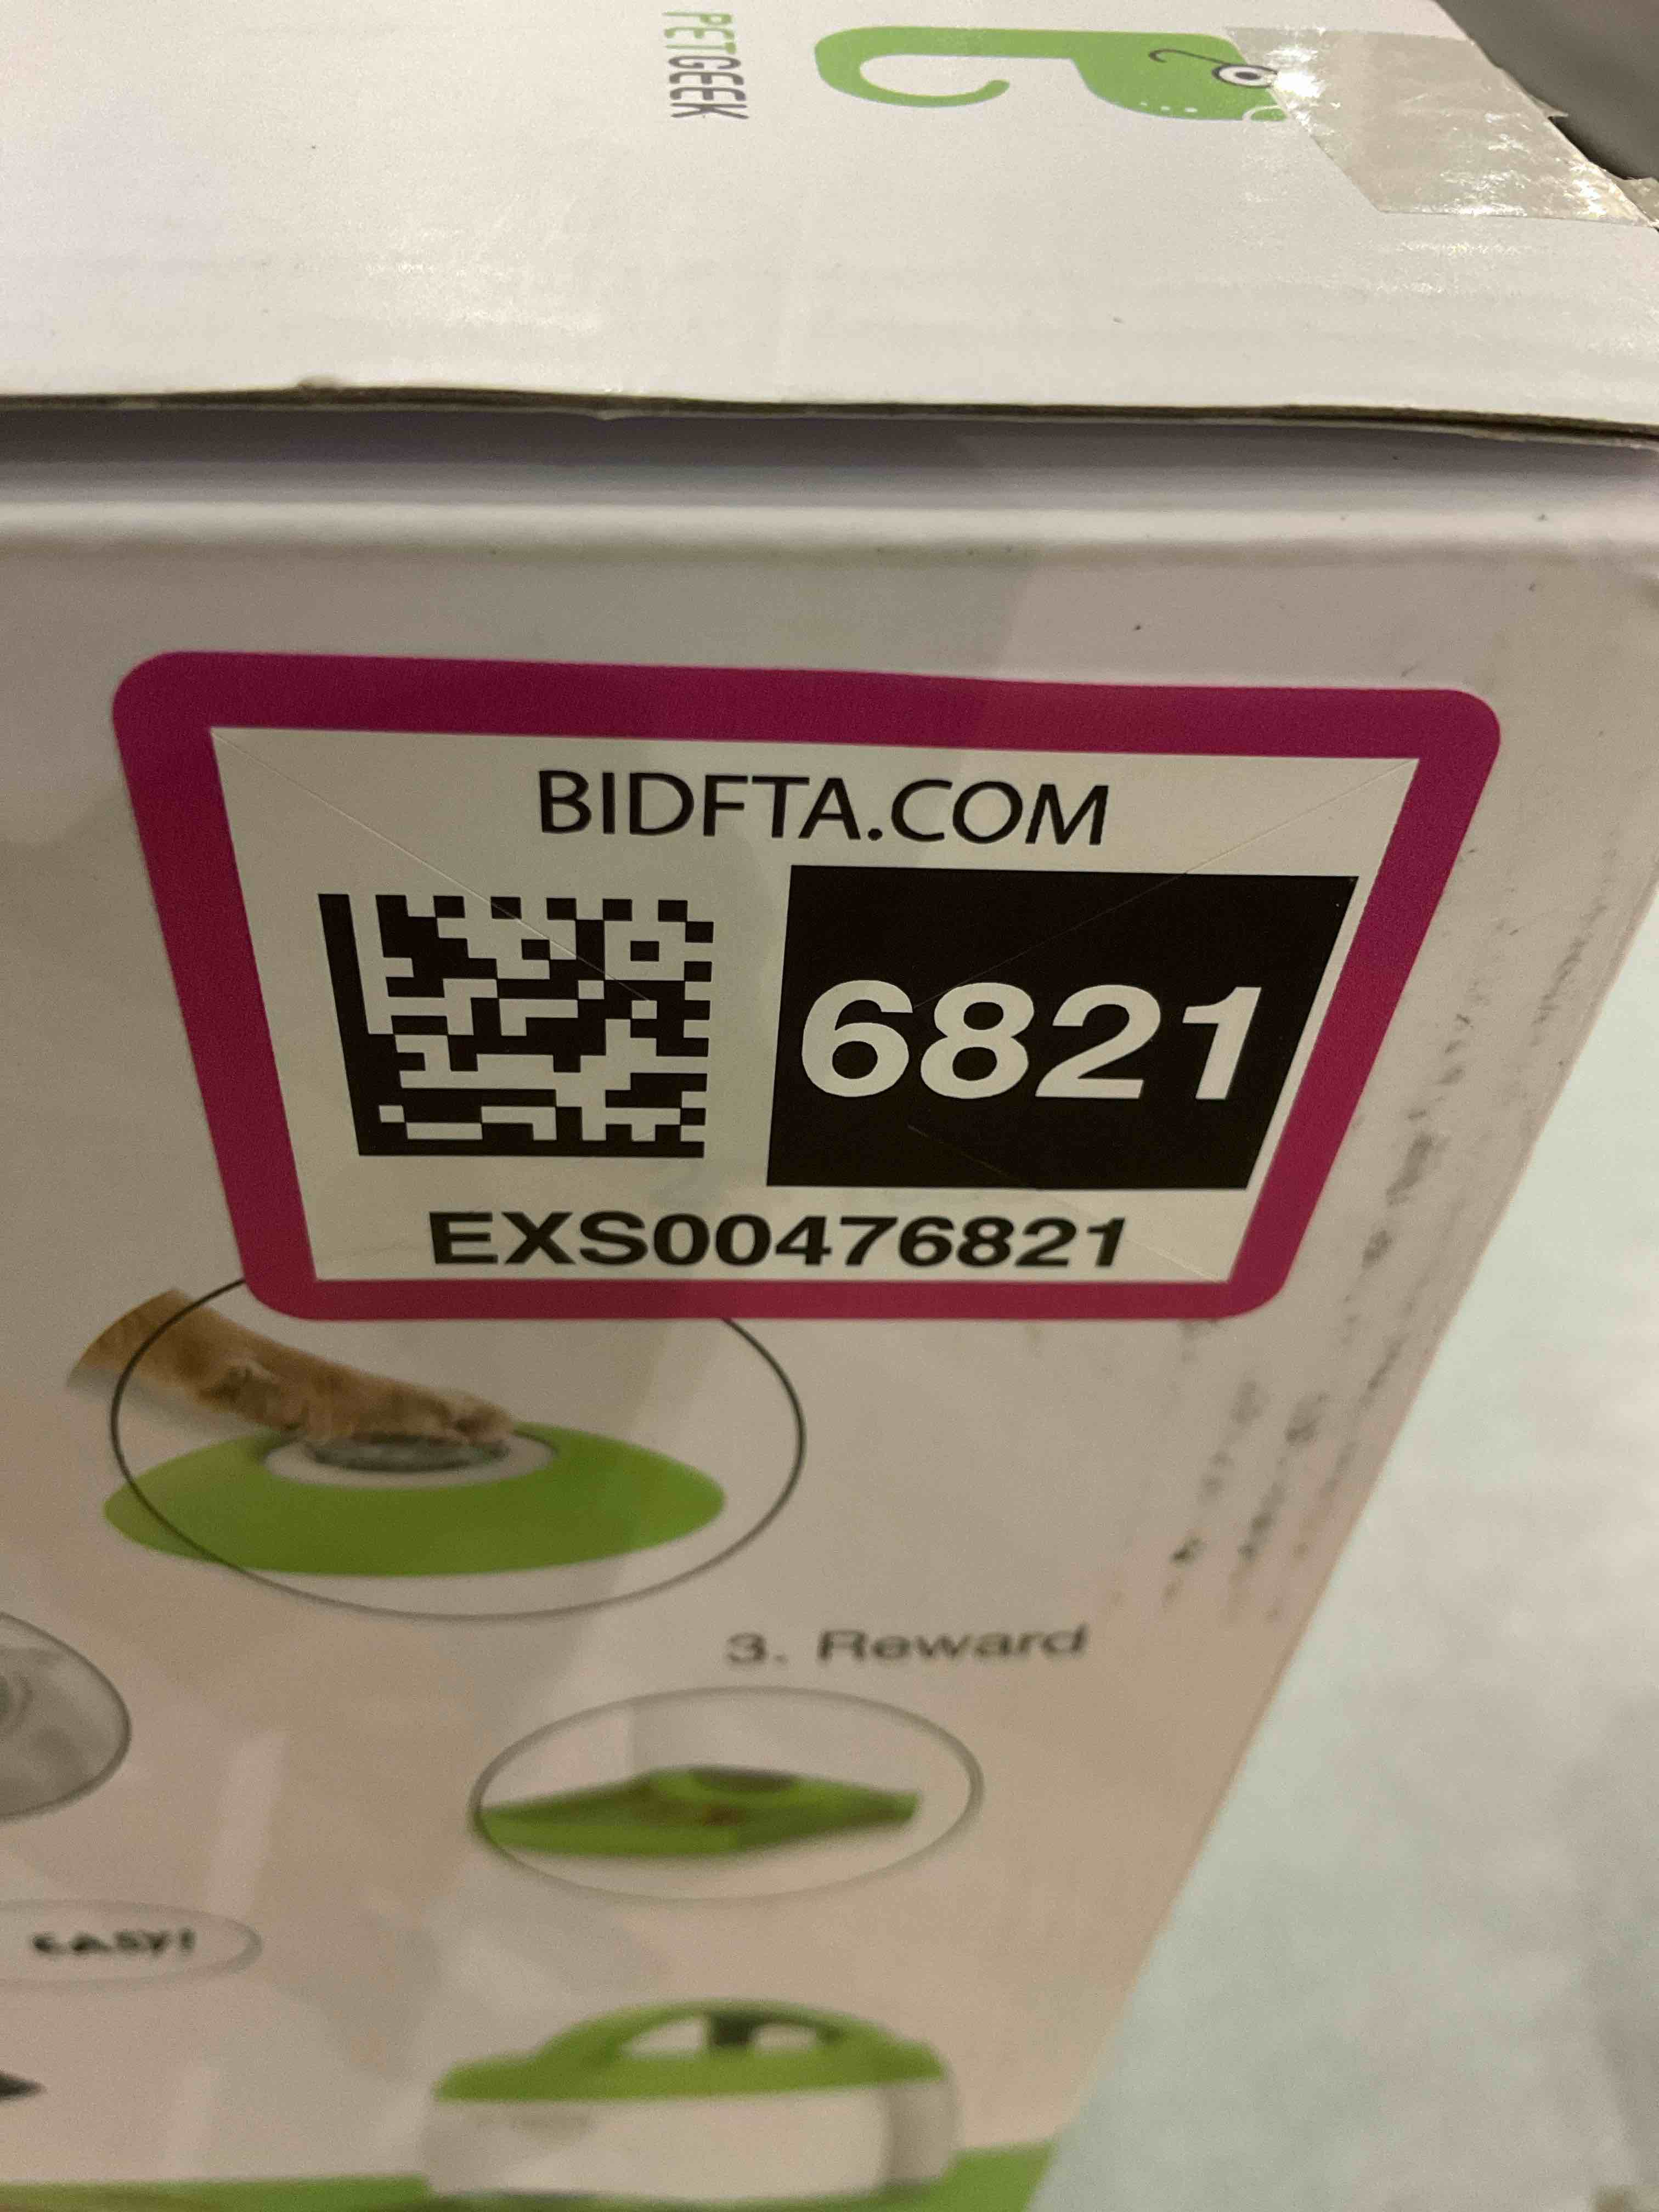 PETGEEK
BIDFTA.COM
6821
EXS00476821
3. Reward
EASY!